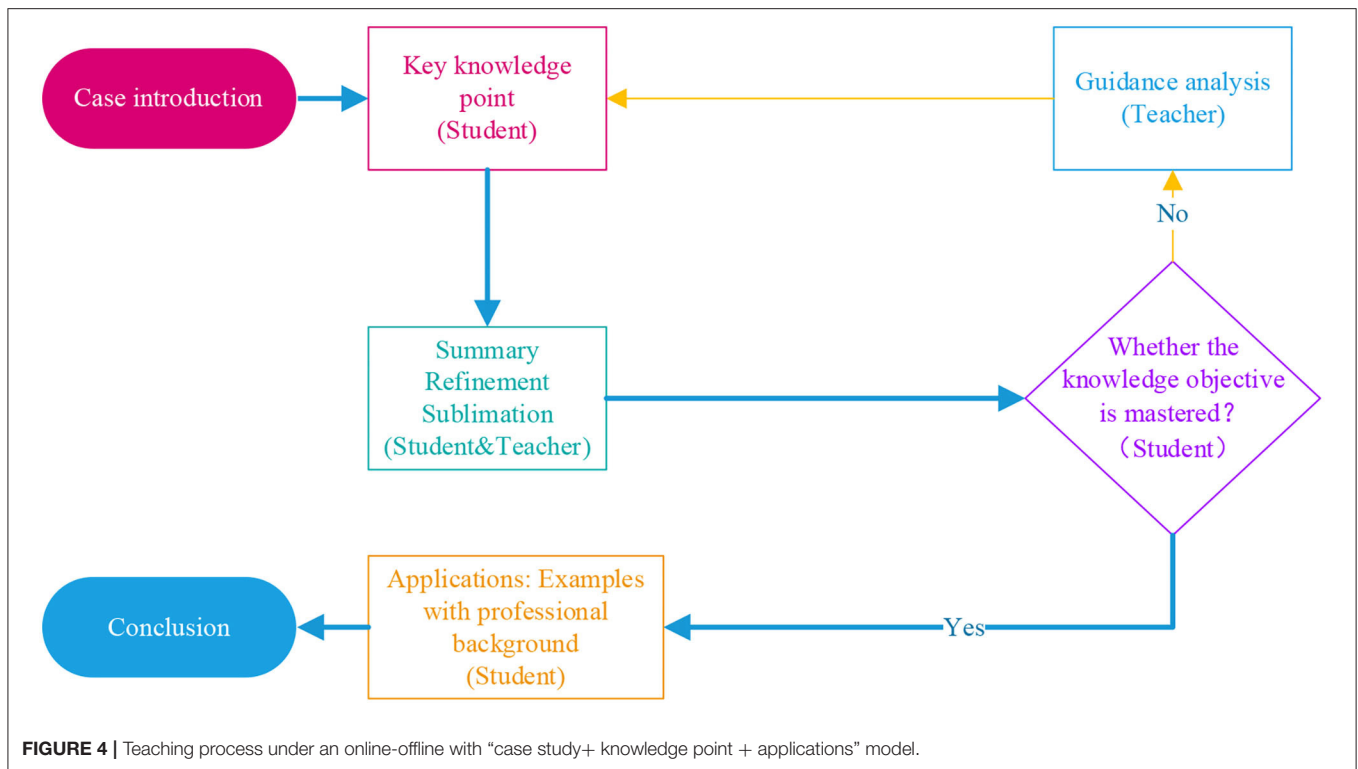 Case introduction
Key knowledge
point
(Student)
Guidance analysis
(Teacher)
No
Summary
Refinement
Sublimation
(Student&Teacher)
Whether the
knowledge objective
is mastered？
（Student）
Conclusion
Applications: Examples
with professional
background
(Student)
Yes
FIGURE 4 | Teaching process under an online-offline with “case study+ knowledge point + applications” model.